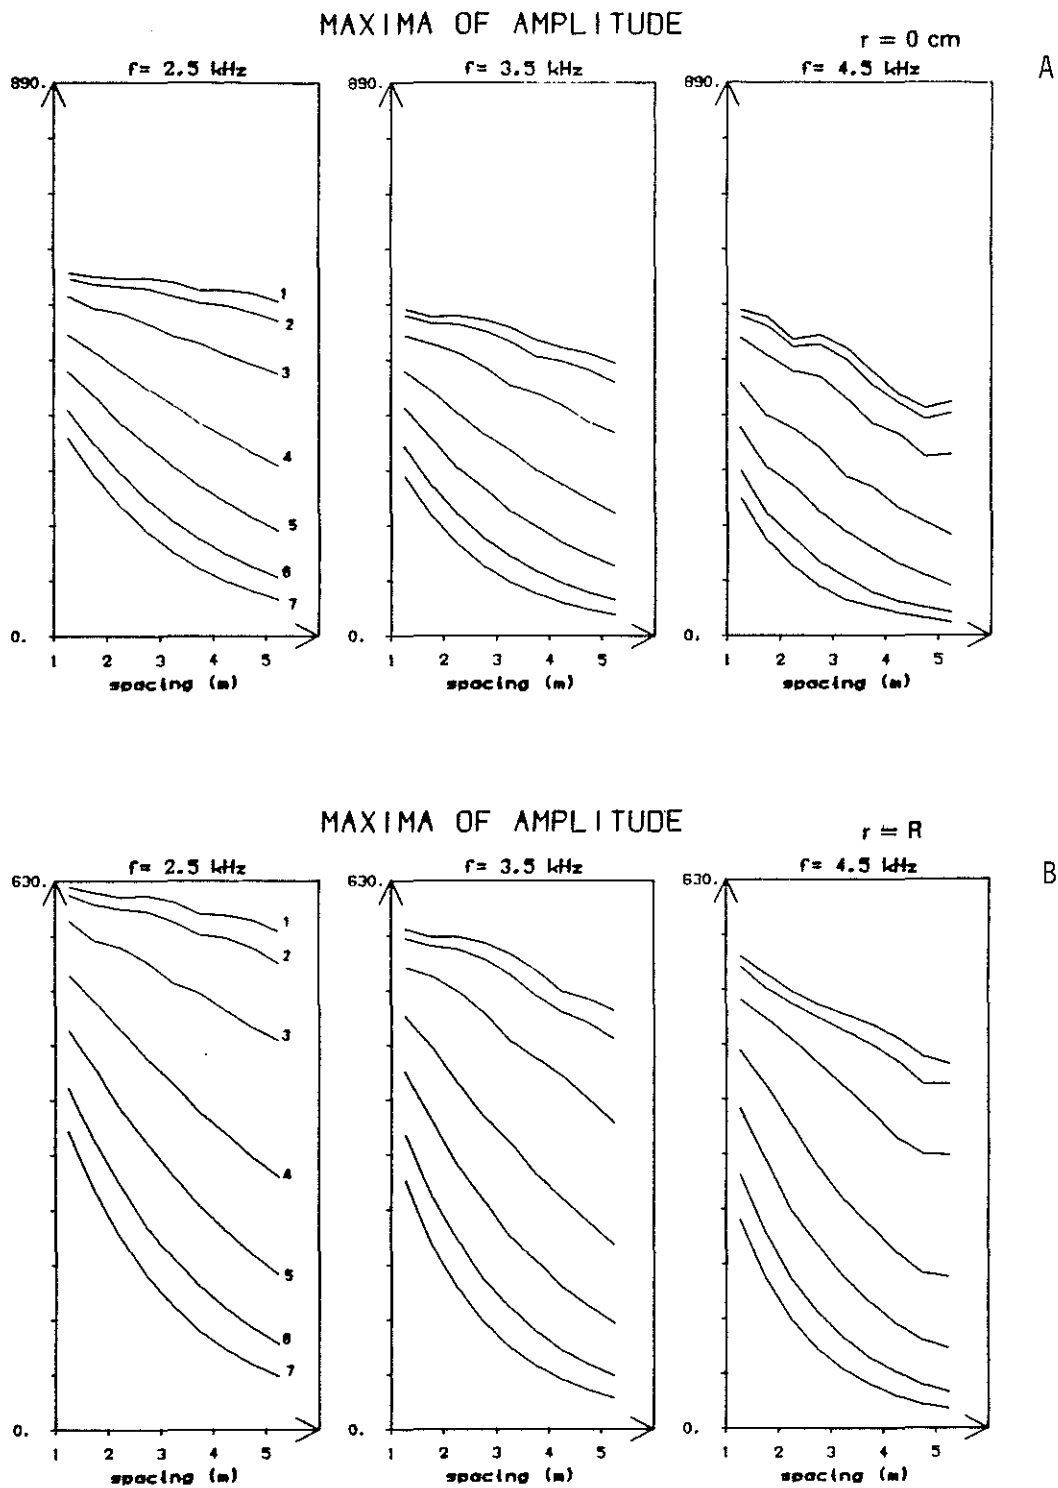 MAXIMA OF AMPLITUDE
r = 0 cm
A
f= 2.5 kHz
f= 3.5 kHz
f= 4.5 kHz
890.
890.
890.
1
2
3
4
5
6
7
0.
0.
0.
1 2 3 4 5
1 2 3 4 5
1 2 3 4 5
spacing (m)
spacing (m)
spacing (m)
MAXIMA OF AMPLITUDE
r = R
B
f= 2.5 kHz
f= 3.5 kHz
f= 4.5 kHz
630.
630.
630.
1
2
3
4
5
6
7
0.
0.
0.
1 2 3 4 5
1 2 3 4 5
1 2 3 4 5
spacing (m)
spacing (m)
spacing (m)